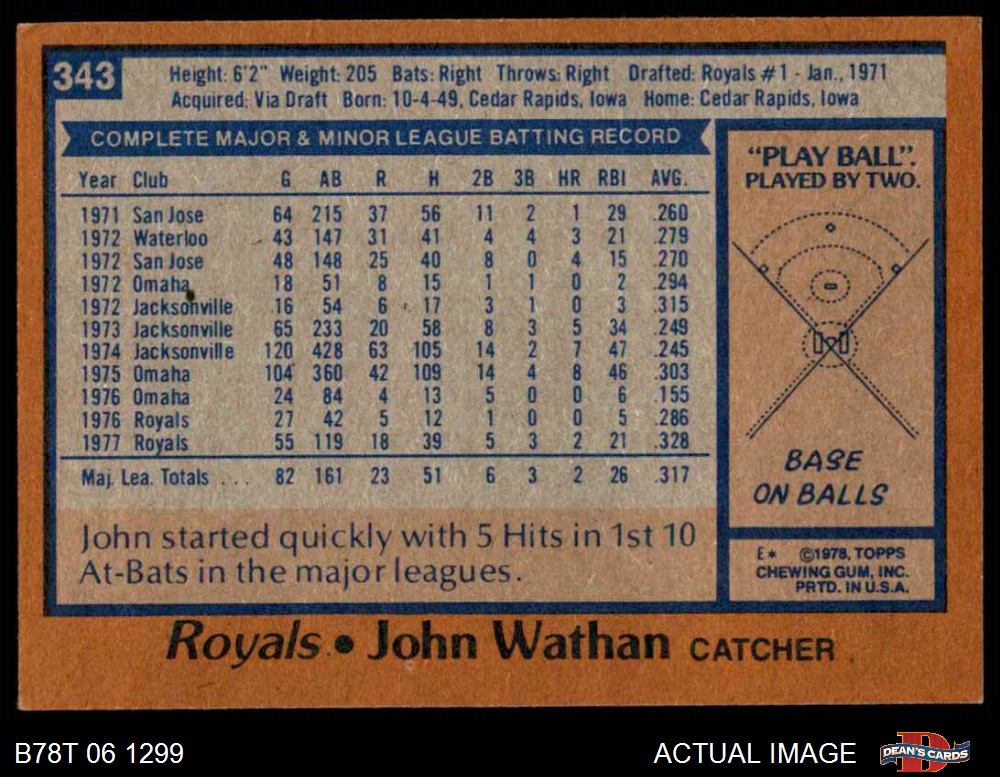 343
Height: 6'2" Weight: 205 Bats: Right Throws: Right Drafted: Royals #1 - Jan., 1971
Acquired: Via Draft Born: 10-4-49, Cedar Rapids, Iowa Home: Cedar Rapids, Iowa
COMPLETE MAJOR & MINOR LEAGUE BATTING RECORD
Year Club G AB R H 2B 3B HR RBI AVG.
1971 San Jose 64 215 37 56 11 2 1 29 .260
1972 Waterloo 43 147 31 41 4 4 3 21 .279
1972 San Jose 48 148 25 40 8 0 4 15 .270
1972 Omaha 18 51 8 15 1 1 0 2 .294
1972 Jacksonville 16 54 6 17 3 1 0 3 .315
1973 Jacksonville 65 233 20 58 8 3 5 34 .249
1974 Jacksonville 120 428 63 105 14 2 7 47 .245
1975 Omaha 104 360 42 109 14 4 8 46 .303
1976 Omaha 24 84 4 13 5 0 0 6 .155
1976 Royals 27 42 5 12 1 0 0 5 .286
1977 Royals 55 119 18 39 5 3 2 21 .328
Maj. Lea. Totals . . . 82 161 23 51 6 3 2 26 .317
John started quickly with 5 Hits in 1st 10
At-Bats in the major leagues.
"PLAY BALL".
PLAYED BY TWO.
BASE
ON BALLS
E* ©1978, TOPPS
CHEWING GUM, INC.
PRTD. IN U.S.A.
Royals • John Wathan CATCHER
B78T 06 1299
ACTUAL IMAGE
D
DEAN'S CARDS